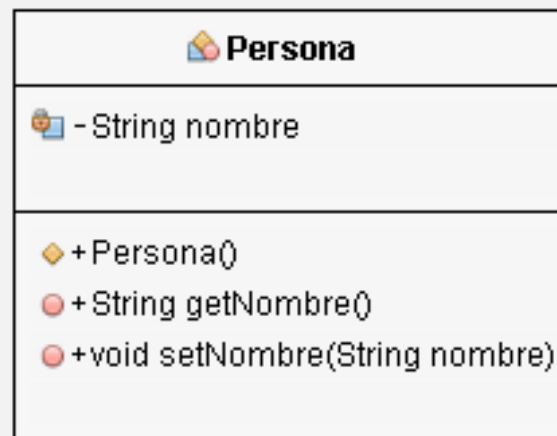 Persona
-String nombre
+Persona()
+String getNombre()
+void setNombre(String nombre)